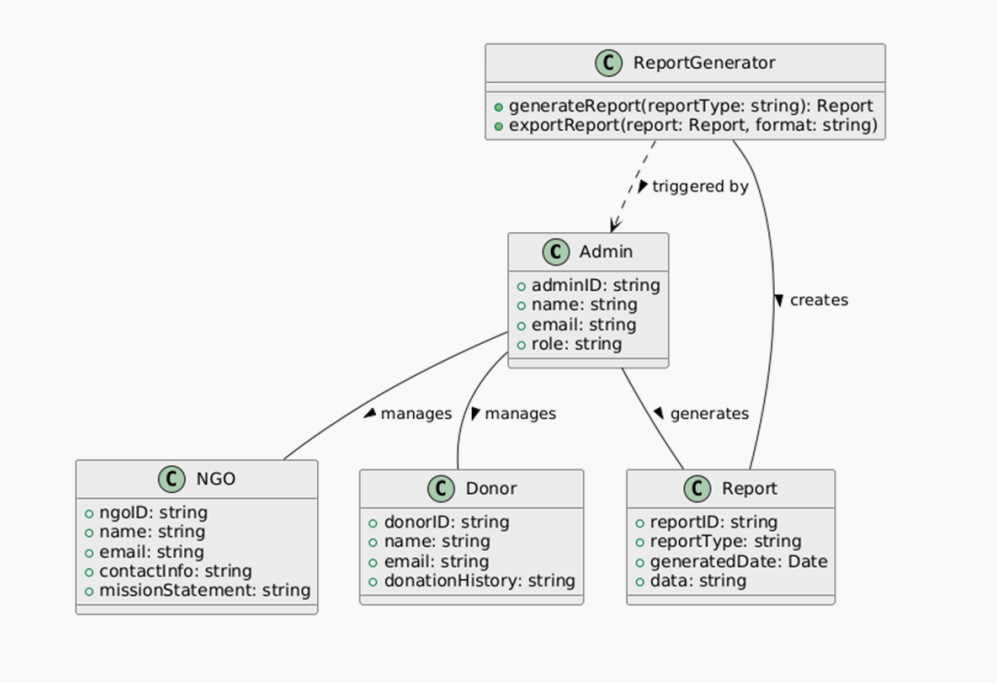 C ReportGenerator
generateReport(reportType: string): Report
exportReport(report: Report, format: string)
triggered by
C Admin
adminID: string
name: string
email: string
role: string
creates
manages
manages
generates
C NGO
ngoID: string
name: string
email: string
contactInfo: string
missionStatement: string
C Donor
donorID: string
name: string
email: string
donationHistory: string
C Report
reportID: string
reportType: string
generatedDate: Date
data: string